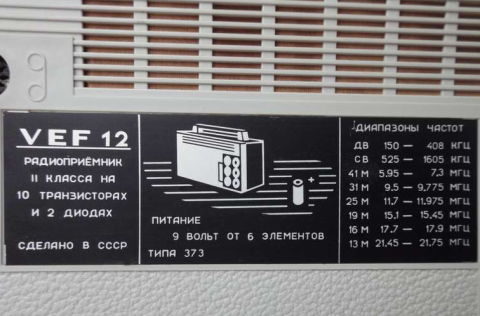 VEF 12
РАДИОПРИЁМНИК
II КЛАССА НА
10 ТРАНЗИСТОРАХ
И 2 ДИОДАХ
СДЕЛАНО В СССР
+
ПИТАНИЕ
9 ВОЛЬТ ОТ 6 ЭЛЕМЕНТОВ
ТИПА 373
ДИАПАЗОНЫ ЧАСТОТ
ДВ 150 — 408 КГЦ
СВ 525 — 1605 КГЦ
41 М 5.95 — 7,3 МГЦ
31 М 9.5 — 9,775 МГЦ
25 М 11.7 — 11.975 МГЦ
19 М 15.1 — 15.45 МГЦ
16 М 17.7 — 17.9 МГЦ
13 М 21.45 — 21.75 МГЦ